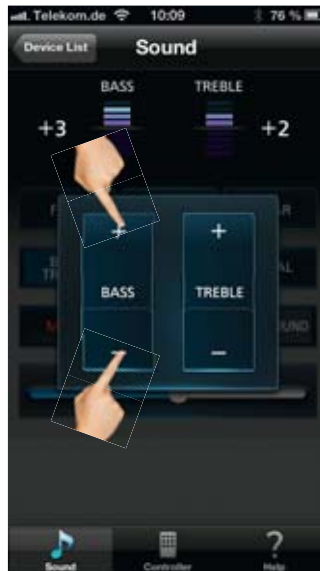 Telekom.de 10:09 76 %
Device List Sound
BASS TREBLE
+3 +2
+ +
BASS TREBLE
- -
Sound Controller Help